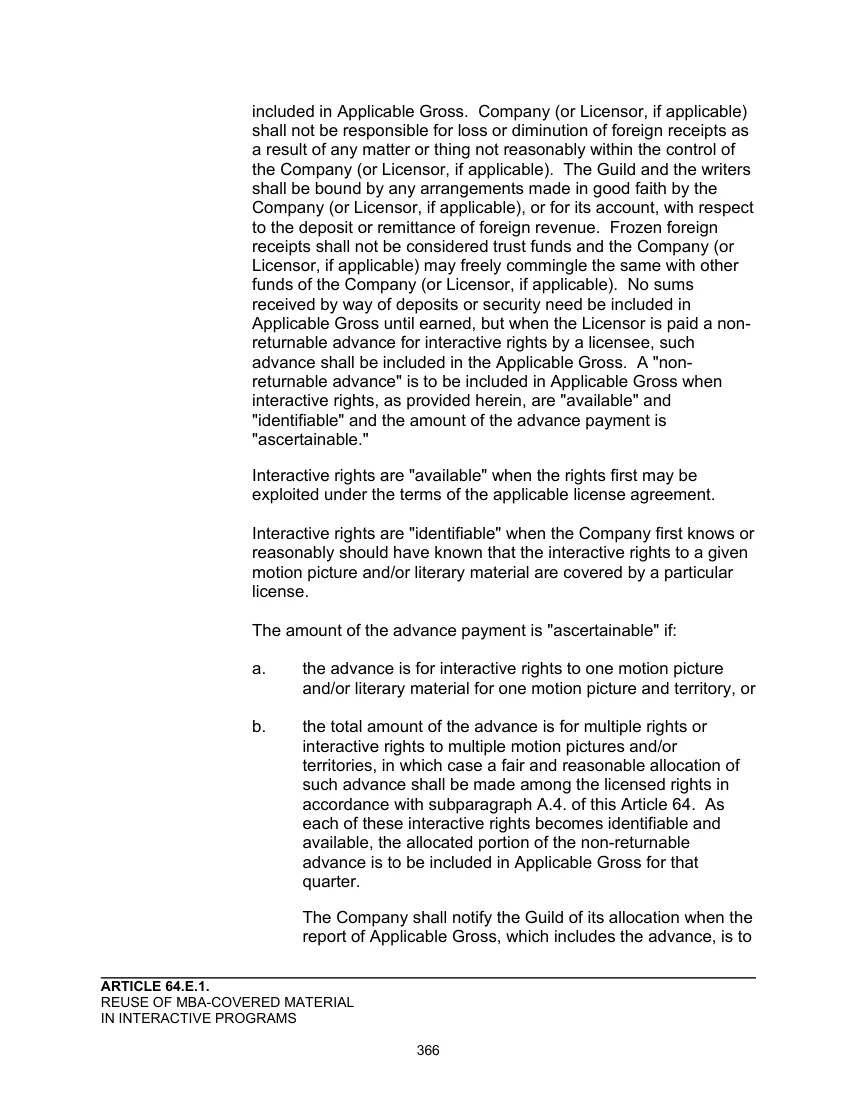 included in Applicable Gross.  Company (or Licensor, if applicable)
shall not be responsible for loss or diminution of foreign receipts as
a result of any matter or thing not reasonably within the control of
the Company (or Licensor, if applicable).  The Guild and the writers
shall be bound by any arrangements made in good faith by the
Company (or Licensor, if applicable), or for its account, with respect
to the deposit or remittance of foreign revenue.  Frozen foreign
receipts shall not be considered trust funds and the Company (or
Licensor, if applicable) may freely commingle the same with other
funds of the Company (or Licensor, if applicable).  No sums
received by way of deposits or security need be included in
Applicable Gross until earned, but when the Licensor is paid a non-
returnable advance for interactive rights by a licensee, such
advance shall be included in the Applicable Gross.  A "non-
returnable advance" is to be included in Applicable Gross when
interactive rights, as provided herein, are "available" and
"identifiable" and the amount of the advance payment is
"ascertainable."
Interactive rights are "available" when the rights first may be
exploited under the terms of the applicable license agreement.
Interactive rights are "identifiable" when the Company first knows or
reasonably should have known that the interactive rights to a given
motion picture and/or literary material are covered by a particular
license.
The amount of the advance payment is "ascertainable" if:
a. the advance is for interactive rights to one motion picture
and/or literary material for one motion picture and territory, or
b. the total amount of the advance is for multiple rights or
interactive rights to multiple motion pictures and/or
territories, in which case a fair and reasonable allocation of
such advance shall be made among the licensed rights in
accordance with subparagraph A.4. of this Article 64.  As
each of these interactive rights becomes identifiable and
available, the allocated portion of the non-returnable
advance is to be included in Applicable Gross for that
quarter.
The Company shall notify the Guild of its allocation when the
report of Applicable Gross, which includes the advance, is to
ARTICLE 64.E.1.
REUSE OF MBA-COVERED MATERIAL
IN INTERACTIVE PROGRAMS
366